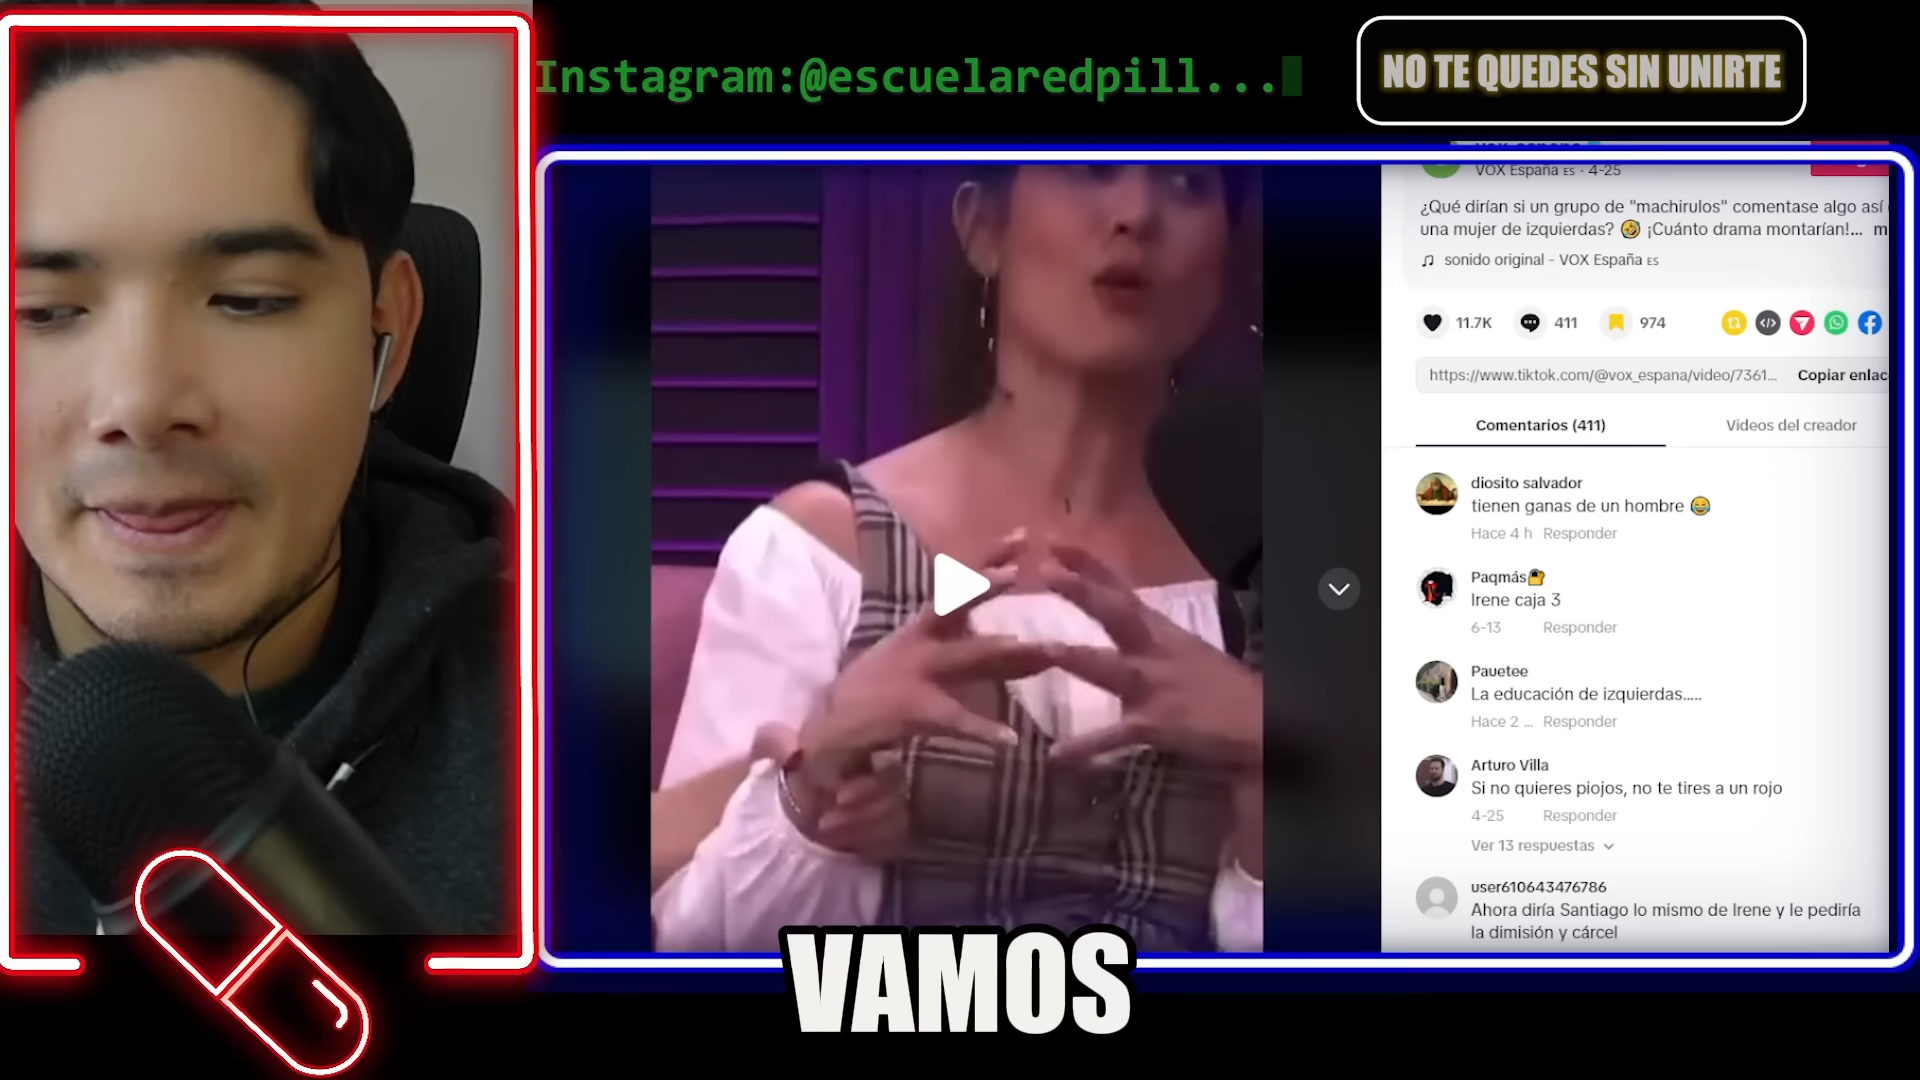 Instagram:@escuelaredpill...
NO TE QUEDES SIN UNIRTE
VOX España ES · 4-25
¿Qué dirían si un grupo de "machirulos" comentase algo así
una mujer de izquierdas? 🤣 ¡Cuánto drama montarían!... m
sonido original - VOX España ES
11.7K
411
974
https://www.tiktok.com/@vox_espana/video/7361...
Copiar enlac
Comentarios (411)
Videos del creador
diosito salvador
tienen ganas de un hombre 😂
Hace 4 h Responder
Paqmás🔒
Irene caja 3
6-13 Responder
Pauetee
La educación de izquierdas.....
Hace 2 ... Responder
Arturo Villa
Si no quieres piojos, no te tires a un rojo
4-25 Responder
Ver 13 respuestas
user610643476786
Ahora diría Santiago lo mismo de Irene y le pediría
la dimisión y cárcel
VAMOS